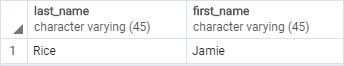 last_name first_name
character varying (45) character varying (45)
1 Rice Jamie